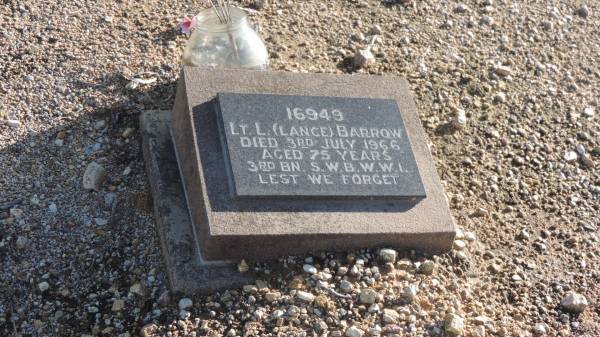 16949
LT. L. (LANCE) BARROW
DIED 3RD JULY 1966
AGED 75 YEARS
3RD BN. S.W.B. W.W.I.
LEST WE FORGET